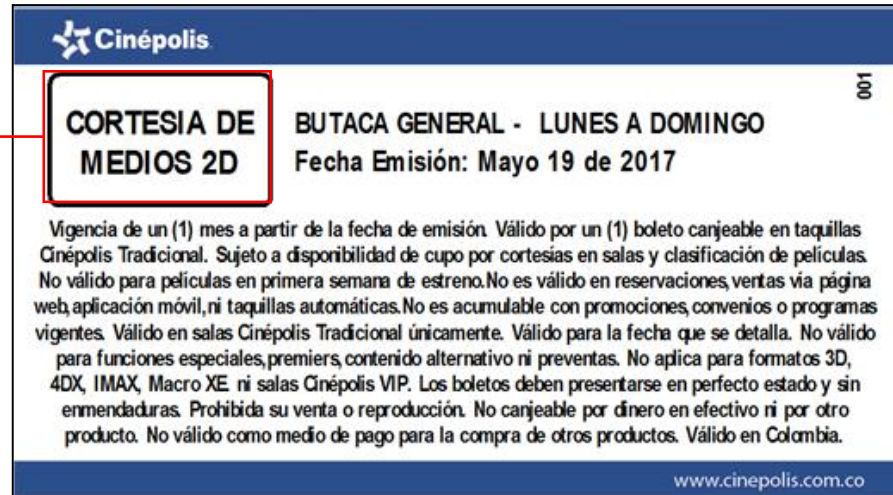 Cinépolis
001
CORTESIA DE
MEDIOS 2D
BUTACA GENERAL - LUNES A DOMINGO
Fecha Emisión: Mayo 19 de 2017
Vigencia de un (1) mes a partir de la fecha de emisión. Válido por un (1) boleto canjeable en taquillas
Cinépolis Tradicional. Sujeto a disponibilidad de cupo por cortesías en salas y clasificación de películas.
No válido para películas en primera semana de estreno.No es válido en reservaciones,ventas vía página
web,aplicación móvil,ni taquillas automáticas.No es acumulable con promociones,convenios o programas
vigentes. Válido en salas Cinépolis Tradicional únicamente. Válido para la fecha que se detalla. No válido
para funciones especiales,premiers,contenido alternativo ni preventas. No aplica para formatos 3D,
4DX, IMAX, Macro XE. ni salas Cinépolis VIP. Los boletos deben presentarse en perfecto estado y sin
enmendaduras. Prohibida su venta o reproducción. No canjeable por dinero en efectivo ni por otro
producto. No válido como medio de pago para la compra de otros productos. Válido en Colombia.
www.cinepolis.com.co